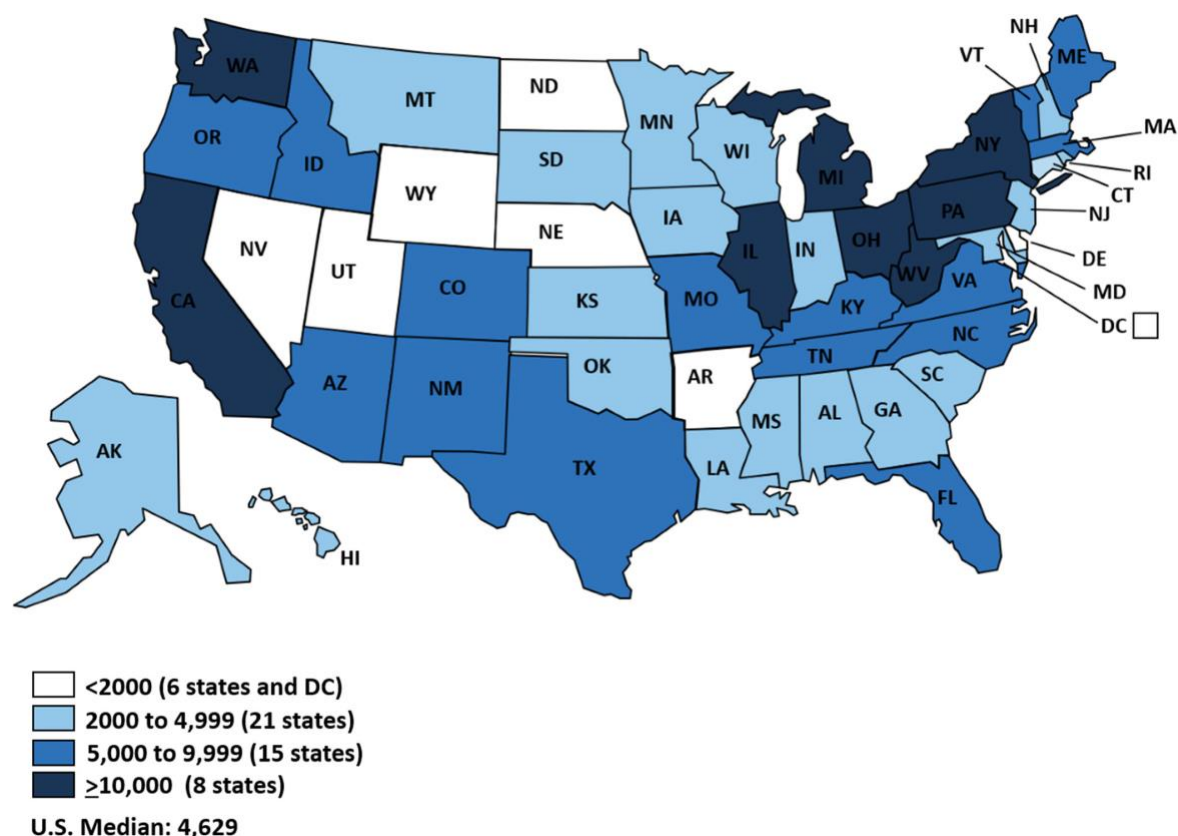 NH
VT
ME
WA
MT
ND
MN
OR
ID
SD
WI
NY
MA
WY
MI
RI
CT
IA
PA
NJ
NV
NE
IL
IN
OH
UT
DE
CA
CO
WV
VA
MD
KS
MO
KY
DC
NC
TN
AZ
NM
OK
AR
SC
MS
AL
GA
AK
TX
LA
FL
HI
<2000 (6 states and DC)
2000 to 4,999 (21 states)
5,000 to 9,999 (15 states)
≥10,000 (8 states)
U.S. Median: 4,629